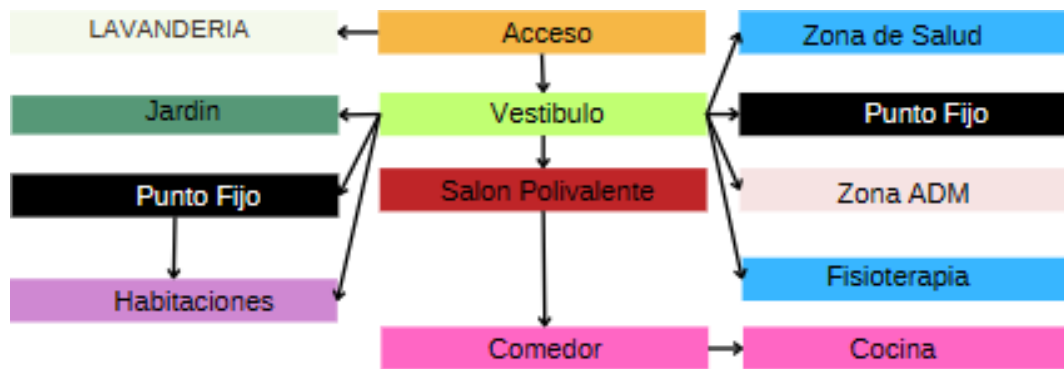 LAVANDERIA
Acceso
Zona de Salud
Jardin
Vestibulo
Punto Fijo
Punto Fijo
Salon Polivalente
Zona ADM
Habitaciones
Fisioterapia
Comedor
Cocina